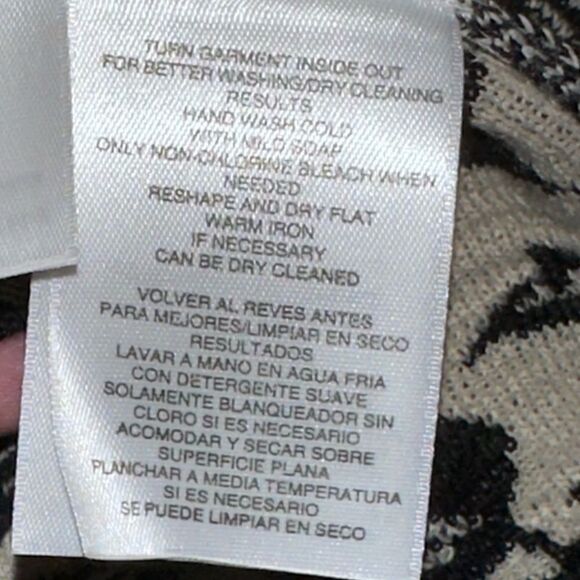 TURN GARMENT INSIDE OUT
FOR BETTER WASHING/DRY CLEANING
RESULTS
HAND WASH COLD
WITH MILD SOAP
ONLY NON-CHLORINE BLEACH WHEN
NEEDED
RESHAPE AND DRY FLAT
WARM IRON
IF NECESSARY
CAN BE DRY CLEANED
VOLVER AL REVES ANTES
PARA MEJORES/LIMPIAR EN SECO
RESULTADOS
LAVAR A MANO EN AGUA FRIA
CON DETERGENTE SUAVE
SOLAMENTE BLANQUEADOR SIN
CLORO SI ES NECESARIO
ACOMODAR Y SECAR SOBRE
SUPERFICIE PLANA
PLANCHAR A MEDIA TEMPERATURA
SI ES NECESARIO
SE PUEDE LIMPIAR EN SECO